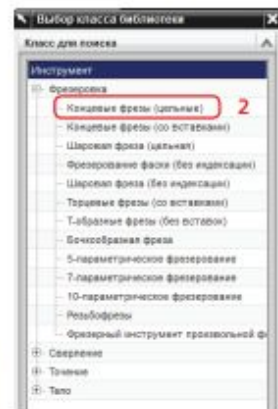 Выбор класса библиотеки
Класс для поиска
Инструмент
Фрезеровка
Концевые фрезы (цельные)
2
Концевые фрезы (со вставками)
Шаровая фреза (цельная)
Фрезерование фаски (без индексации)
Шаровая фреза (без индексации)
Торцевые фрезы (со вставками)
Т-образные фрезы (без вставок)
Бочкообразная фреза
5-параметрическое фрезерование
7-параметрическое фрезерование
10-параметрическое фрезерование
Резьбофрезы
Фрезерный инструмент произвольной ф
Сверление
Точение
Тело